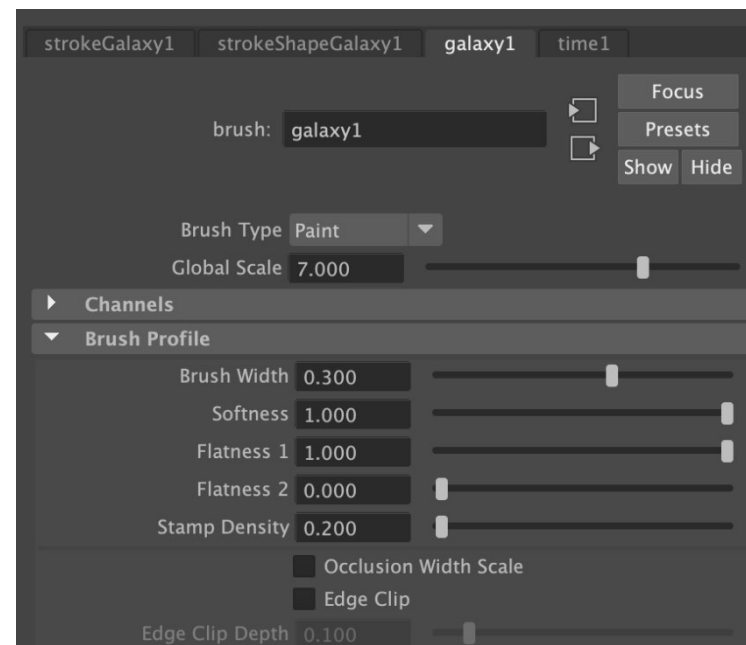 strokeGalaxy1 strokeShapeGalaxy1 galaxy1 time1
Focus
brush: galaxy1 Presets
Show Hide
Brush Type Paint
Global Scale 7.000
Channels
Brush Profile
Brush Width 0.300
Softness 1.000
Flatness 1 1.000
Flatness 2 0.000
Stamp Density 0.200
Occlusion Width Scale
Edge Clip
Edge Clip Depth 0.100